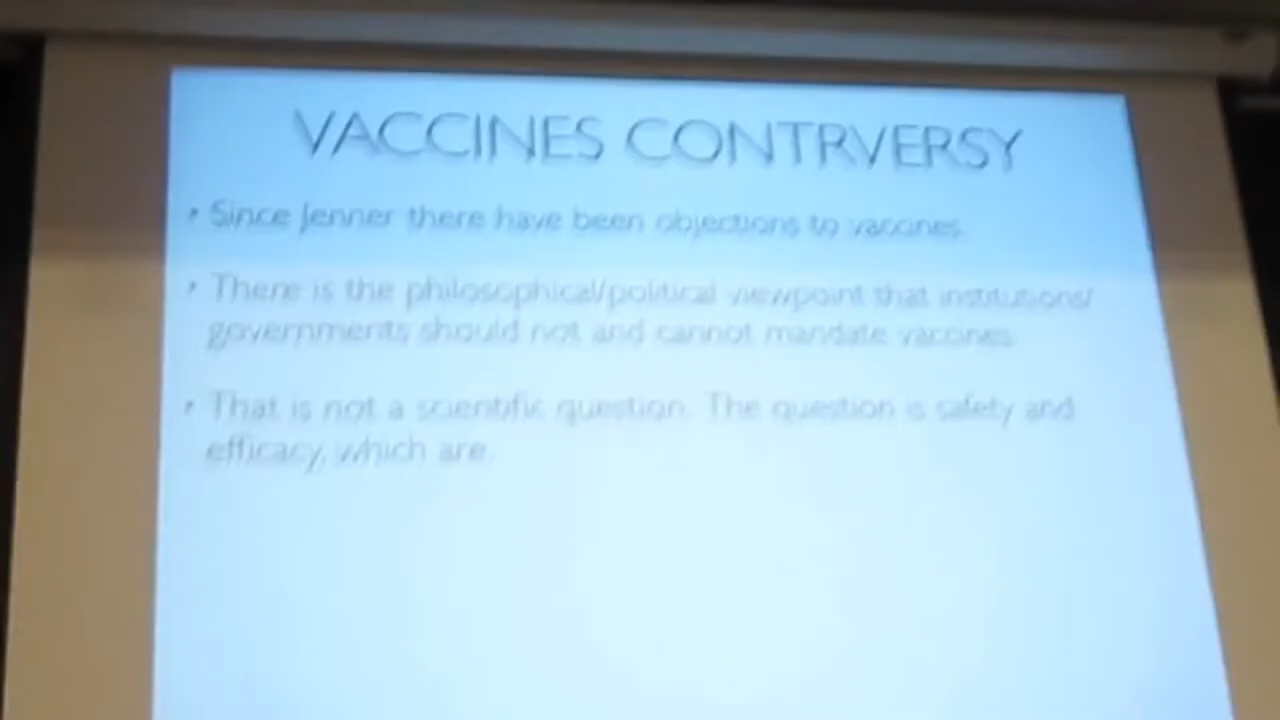 VACCINES CONTRVERSY
• Since Jenner there have been objections to vaccines.
• There is the philosophical/political viewpoint that institutions/
governments should not and cannot mandate vaccines.
• That is not a scientific question. The question is safety and
efficacy, which are.